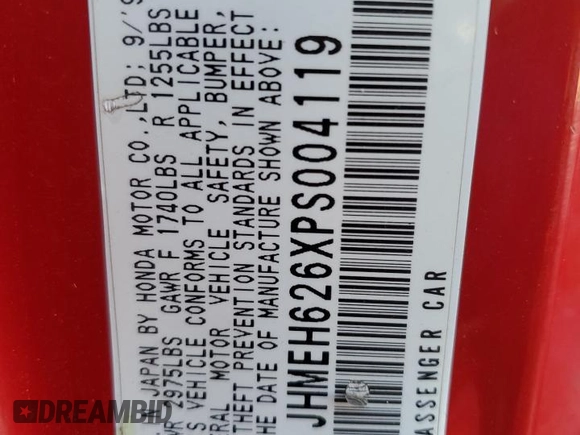 JAPAN BY HONDA MOTOR CO.,LTD; 9/'9
2975LBS GAWR F 1740LBS R 1255LBS
VEHICLE CONFORMS TO ALL APPLICABLE
MOTOR VEHICLE SAFETY, BUMPER,
THEFT PREVENTION STANDARDS IN EFFECT
THE DATE OF MANUFACTURE SHOWN ABOVE:
JHMEH626XPS004119
ASSENGER CAR
DREAMBID